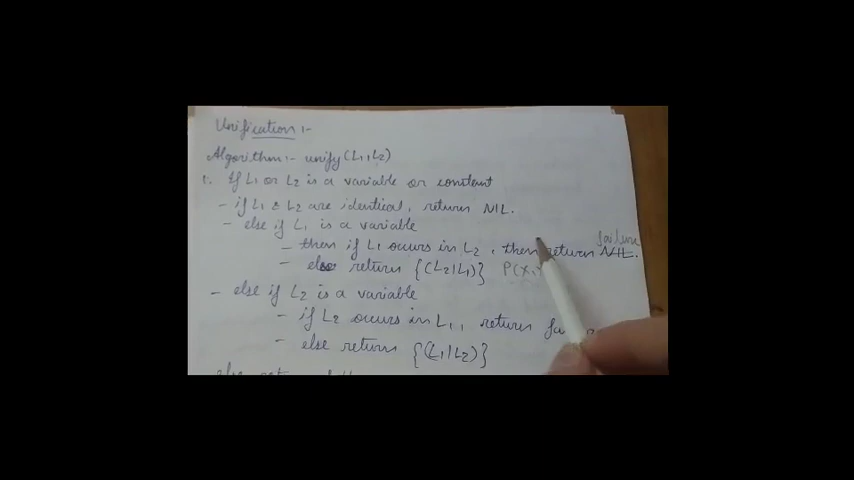 Unification :-
Algorithm:- unify (L1, L2)
1. If L1 or L2 is a variable or constant
- if L1 & L2 are identical, return NIL.
- else if L1 is a variable
- then if L1 occurs in L2, then return NIL. failure
- else return {(L2|L1)} P(x,
- else if L2 is a variable
- if L2 occurs in L1, return
- else return {(L1|L2)}
else